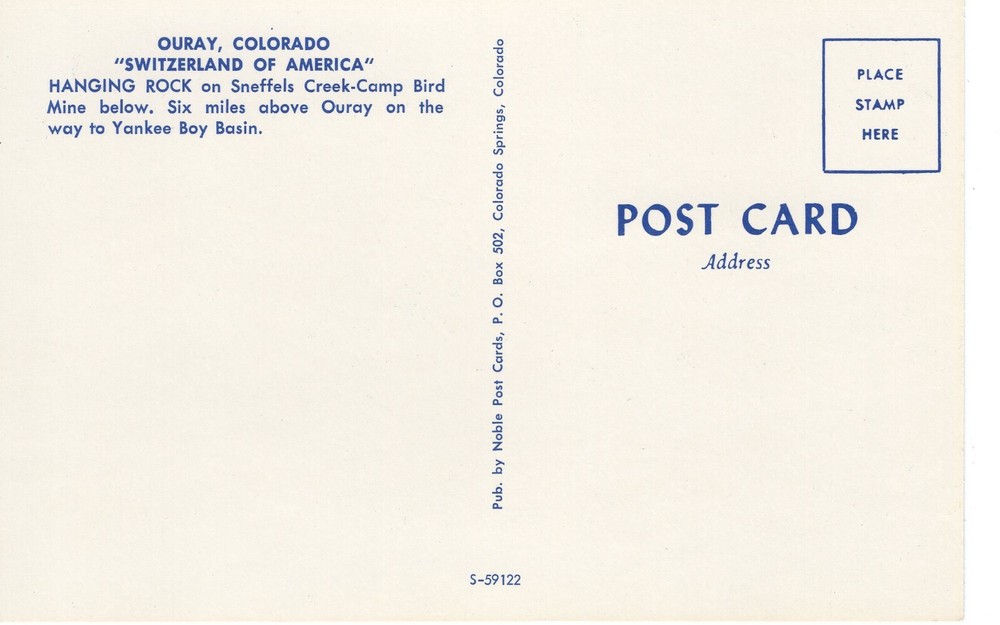 OURAY, COLORADO
"SWITZERLAND OF AMERICA"
HANGING ROCK on Sneffels Creek-Camp Bird
Mine below. Six miles above Ouray on the
way to Yankee Boy Basin.
Pub. by Noble Post Cards, P. O. Box 502, Colorado Springs, Colorado
S-59122
PLACE
STAMP
HERE
POST CARD
Address